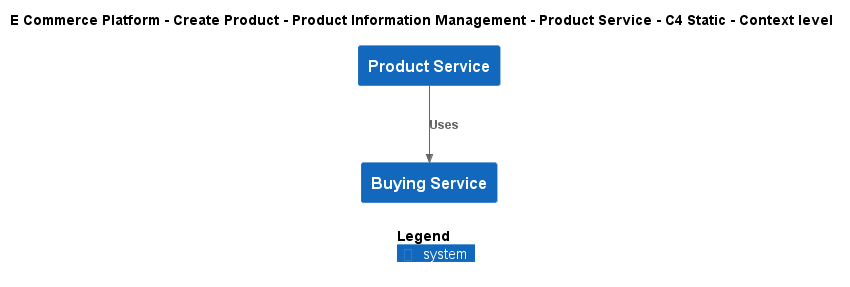 E Commerce Platform - Create Product - Product Information Management - Product Service - C4 Static - Context level
Product Service
Uses
Buying Service
Legend
system